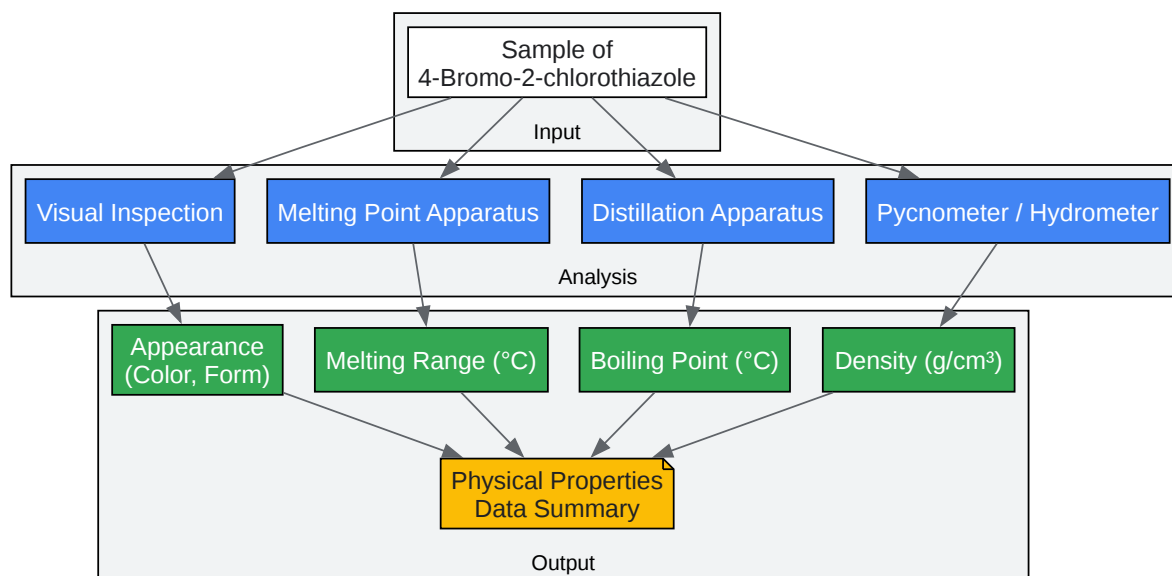 Sample of
4-Bromo-2-chlorothiazole
Input
Visual Inspection
Melting Point Apparatus
Distillation Apparatus
Pycnometer / Hydrometer
Analysis
Appearance
(Color, Form)
Melting Range (°C)
Boiling Point (°C)
Density (g/cm³)
Physical Properties
Data Summary
Output